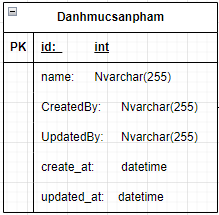 Danhmucsanpham
PK id: int
name: Nvarchar(255)
CreatedBy: Nvarchar(255)
UpdatedBy: Nvarchar(255)
create_at: datetime
updated_at: datetime